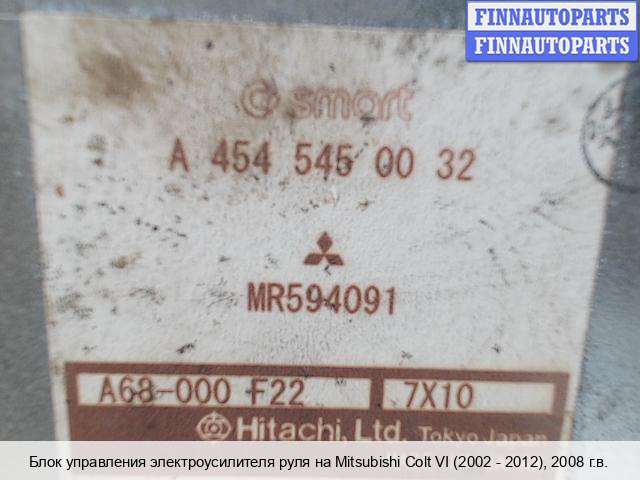 FINNAUTOPARTS
FINNAUTOPARTS
smart
A 454 545 00 32
MR594091
A68-000 F22 7X10
Hitachi, Ltd. Tokyo Japan
Блок управления электроусилителя руля на Mitsubishi Colt VI (2002 - 2012), 2008 г.в.